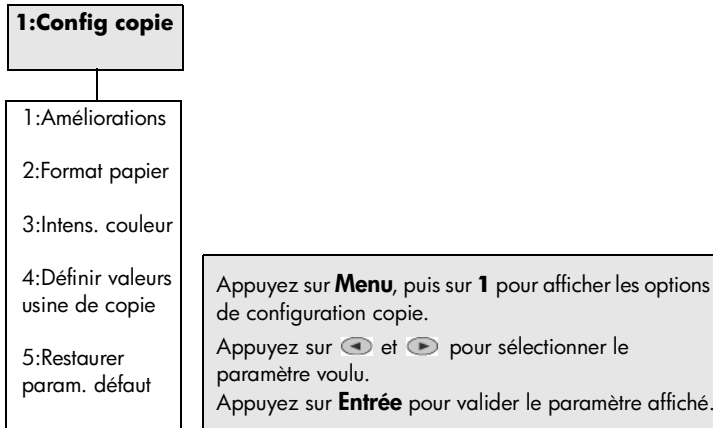 1:Config copie
1:Améliorations
2:Format papier
3:Intens. couleur
4:Définir valeurs
usine de copie
5:Restaurer
param. défaut
Appuyez sur Menu, puis sur 1 pour afficher les options
de configuration copie.
Appuyez sur et pour sélectionner le
paramètre voulu.
Appuyez sur Entrée pour valider le paramètre affiché.